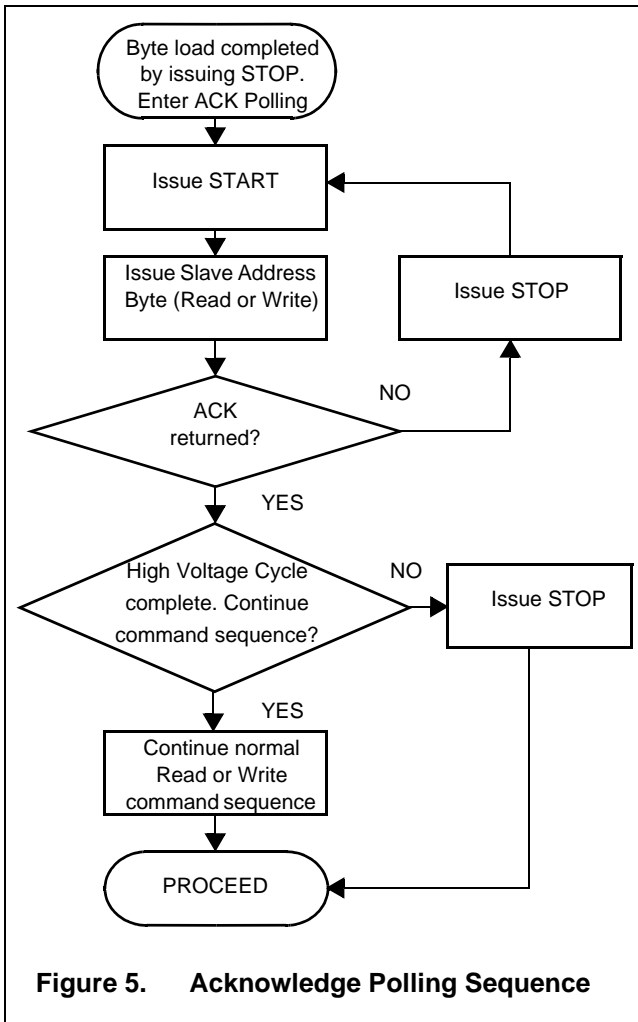 Byte load completed
by issuing STOP.
Enter ACK Polling
Issue START
Issue Slave Address
Byte (Read or Write)
Issue STOP
ACK
returned?
NO
YES
High Voltage Cycle
complete. Continue
command sequence?
NO
Issue STOP
YES
Continue normal
Read or Write
command sequence
PROCEED
Figure 5. Acknowledge Polling Sequence